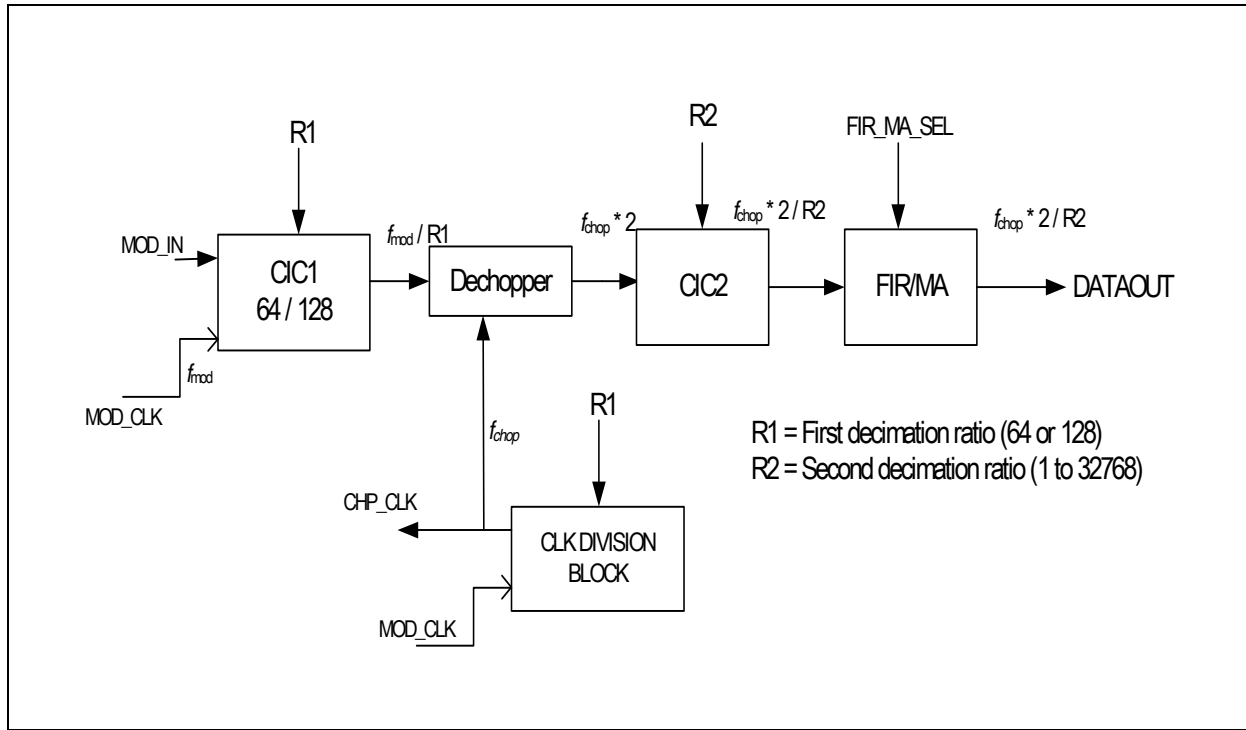 R1
R2
FIR_MA_SEL
MOD_IN
CIC1
64 / 128
fmod / R1
Dechopper
fchop * 2
CIC2
fchop * 2 / R2
FIR/MA
fchop * 2 / R2
DATAOUT
fmod
MOD_CLK
fchop
R1
R1 = First decimation ratio (64 or 128)
R2 = Second decimation ratio (1 to 32768)
CHP_CLK
CLK DIVISION
BLOCK
MOD_CLK